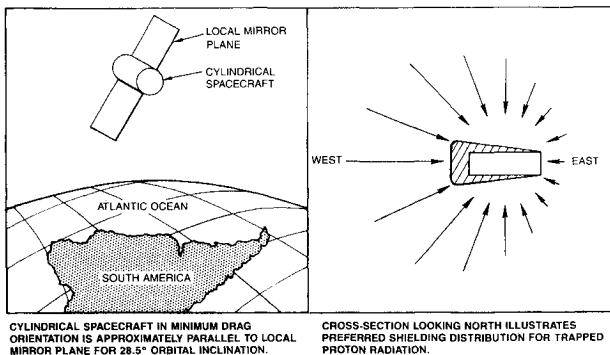 LOCAL MIRROR
PLANE
CYLINDRICAL
SPACECRAFT
ATLANTIC OCEAN
SOUTH AMERICA
WEST
EAST
CYLINDRICAL SPACECRAFT IN MINIMUM DRAG
ORIENTATION IS APPROXIMATELY PARALLEL TO LOCAL
MIRROR PLANE FOR 28.5° ORBITAL INCLINATION.
CROSS-SECTION LOOKING NORTH ILLUSTRATES
PREFERRED SHIELDING DISTRIBUTION FOR TRAPPED
PROTON RADIATION.